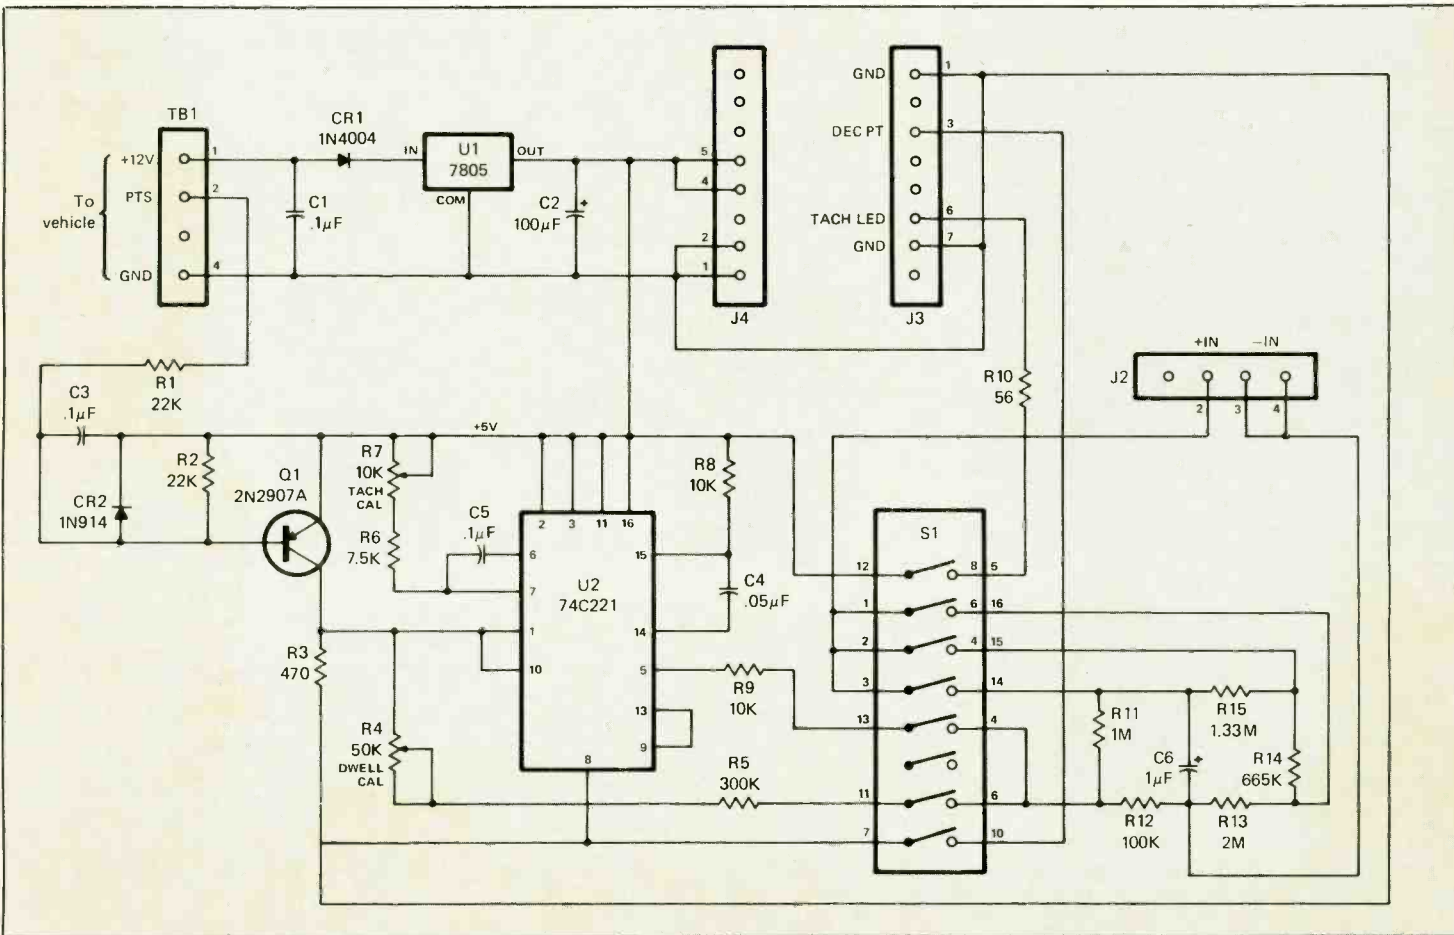 TB1
+12V
PTS
GND
To
vehicle
1
2
4
CR1
1N4004
C1
.1µF
IN
U1
7805
OUT
COM
C2
100µF
+
5
4
2
1
J4
GND
DEC PT
TACH LED
GND
1
3
6
7
J3
R1
22K
C3
.1µF
R2
22K
CR2
1N914
Q1
2N2907A
+5V
R7
10K
TACH
CAL
R6
7.5K
C5
.1µF
R8
10K
R10
56
J2
+IN
−IN
2
3
4
2
3
11
16
6
7
1
10
U2
74C221
15
14
5
13
9
8
C4
.05µF
R9
10K
R3
470
R4
50K
DWELL
CAL
R5
300K
S1
12
8
5
1
6
16
2
4
15
3
14
13
4
11
6
7
10
R11
1M
C6
1µF
+
R15
1.33M
R14
665K
R12
100K
R13
2M